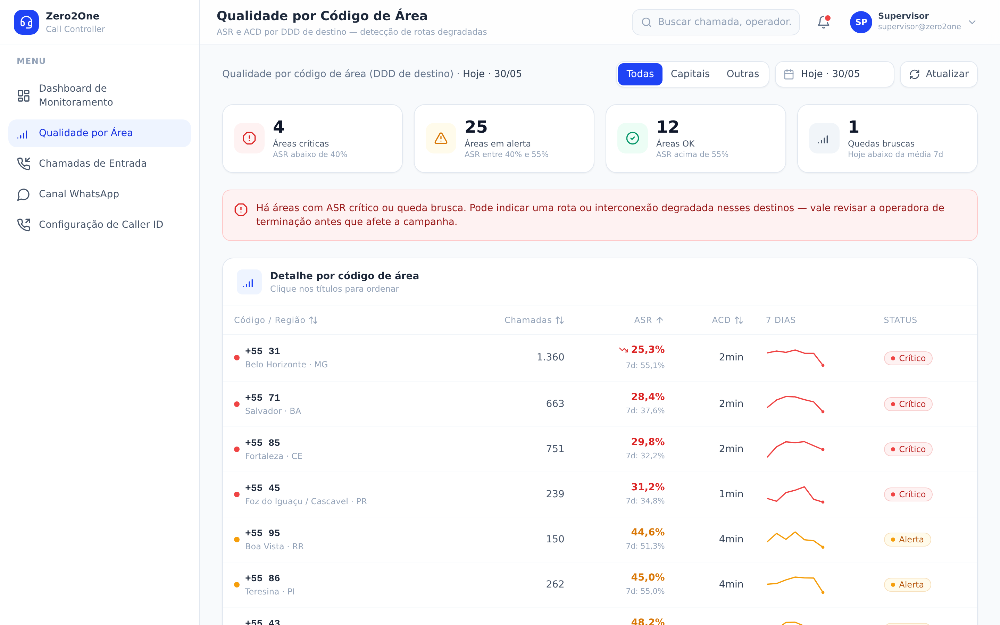 Zero2One
Call Controller
MENU
Dashboard de
Monitoramento
Qualidade por Área
Chamadas de Entrada
Canal WhatsApp
Configuração de Caller ID
Qualidade por Código de Área
ASR e ACD por DDD de destino — detecção de rotas degradadas
Buscar chamada, operador.
SP
Supervisor
supervisor@zero2one
Qualidade por código de área (DDD de destino) · Hoje · 30/05
Todas
Capitais
Outras
Hoje · 30/05
Atualizar
4
Áreas críticas
ASR abaixo de 40%
25
Áreas em alerta
ASR entre 40% e 55%
12
Áreas OK
ASR acima de 55%
1
Quedas bruscas
Hoje abaixo da média 7d
Há áreas com ASR crítico ou queda brusca. Pode indicar uma rota ou interconexão degradada nesses destinos — vale revisar a operadora de
terminação antes que afete a campanha.
Detalhe por código de área
Clique nos títulos para ordenar
Código / Região Chamadas ASR ACD 7 DIAS STATUS
+55 31
Belo Horizonte · MG
1.360
25,3%
7d: 55,1%
2min
Crítico
+55 71
Salvador · BA
663
28,4%
7d: 37,6%
2min
Crítico
+55 85
Fortaleza · CE
751
29,8%
7d: 32,2%
2min
Crítico
+55 45
Foz do Iguaçu / Cascavel · PR
239
31,2%
7d: 34,8%
1min
Crítico
+55 95
Boa Vista · RR
150
44,6%
7d: 51,3%
4min
Alerta
+55 86
Teresina · PI
262
45,0%
7d: 55,0%
4min
Alerta
+55 43
48,2%